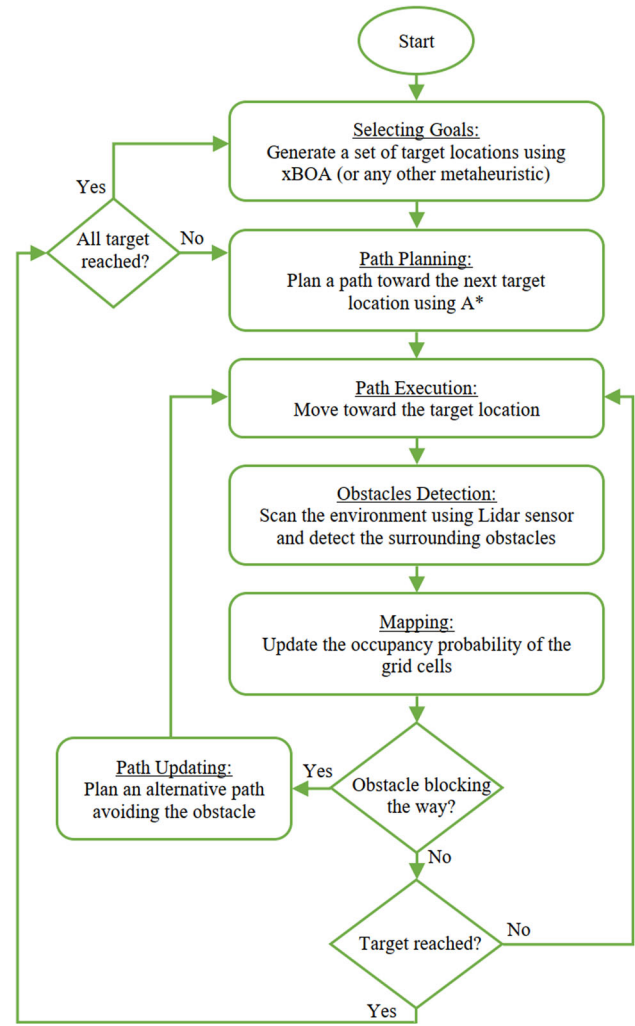 Start
Selecting Goals:
Generate a set of target locations using
xBOA (or any other metaheuristic)
Yes
All target
reached?
No
Path Planning:
Plan a path toward the next target
location using A*
Path Execution:
Move toward the target location
Obstacles Detection:
Scan the environment using Lidar sensor
and detect the surrounding obstacles
Mapping:
Update the occupancy probability of the
grid cells
Path Updating:
Plan an alternative path
avoiding the obstacle
Yes
Obstacle blocking
the way?
No
Target reached?
No
Yes